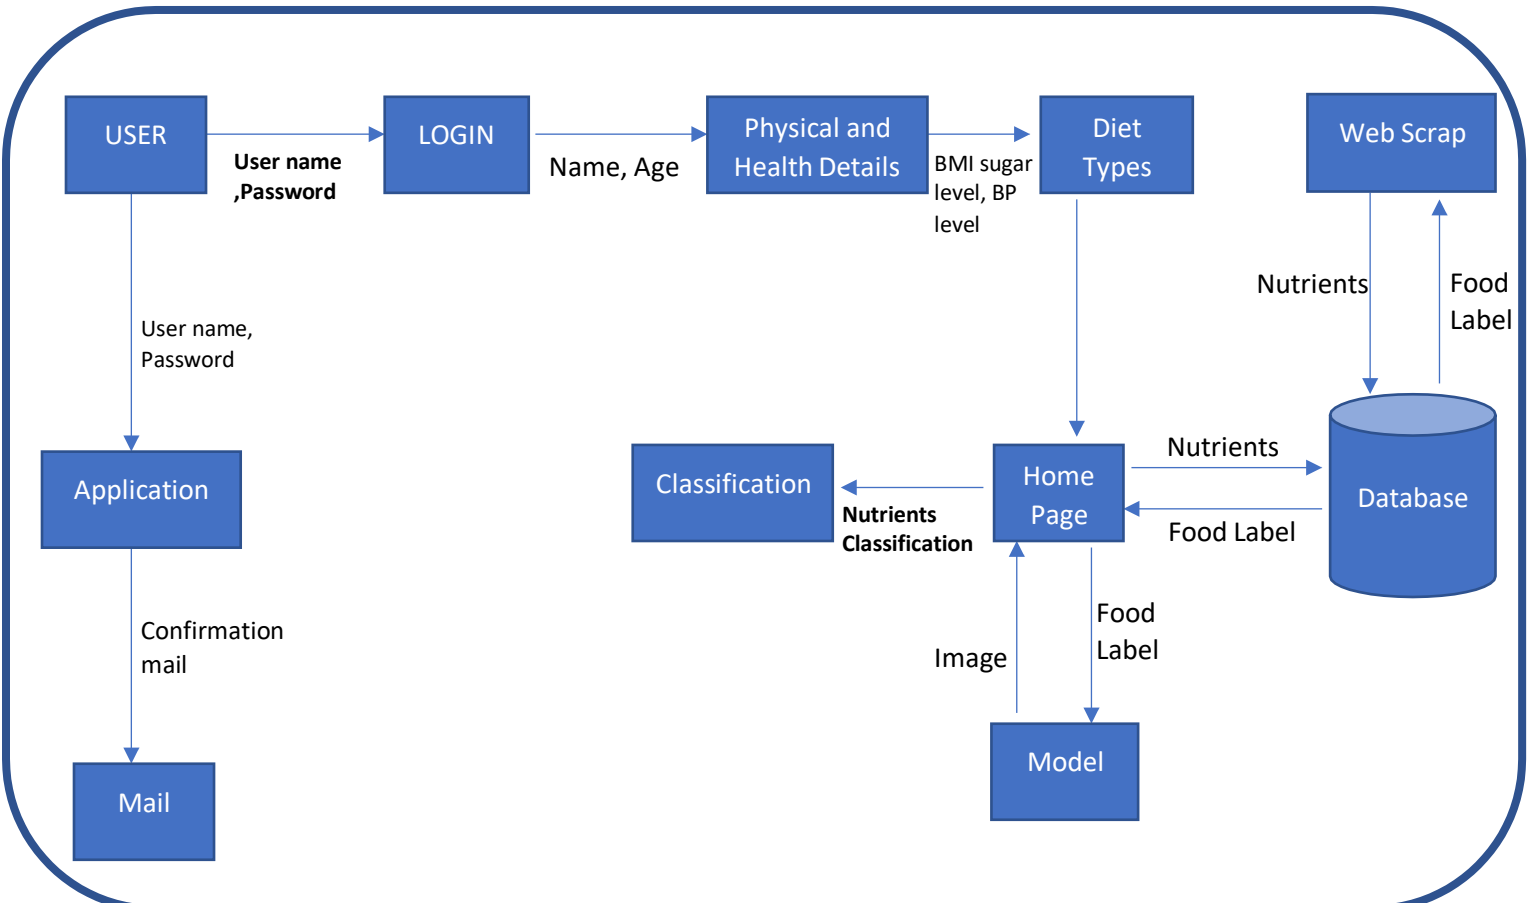 USER
User name
,Password
LOGIN
Name, Age
Physical and
Health Details
BMI sugar
level, BP
level
Diet
Types
Web Scrap
Nutrients
Food
Label
User name,
Password
Application
Classification
Nutrients
Classification
Home
Page
Nutrients
Food Label
Database
Confirmation
mail
Image
Food
Label
Mail
Model